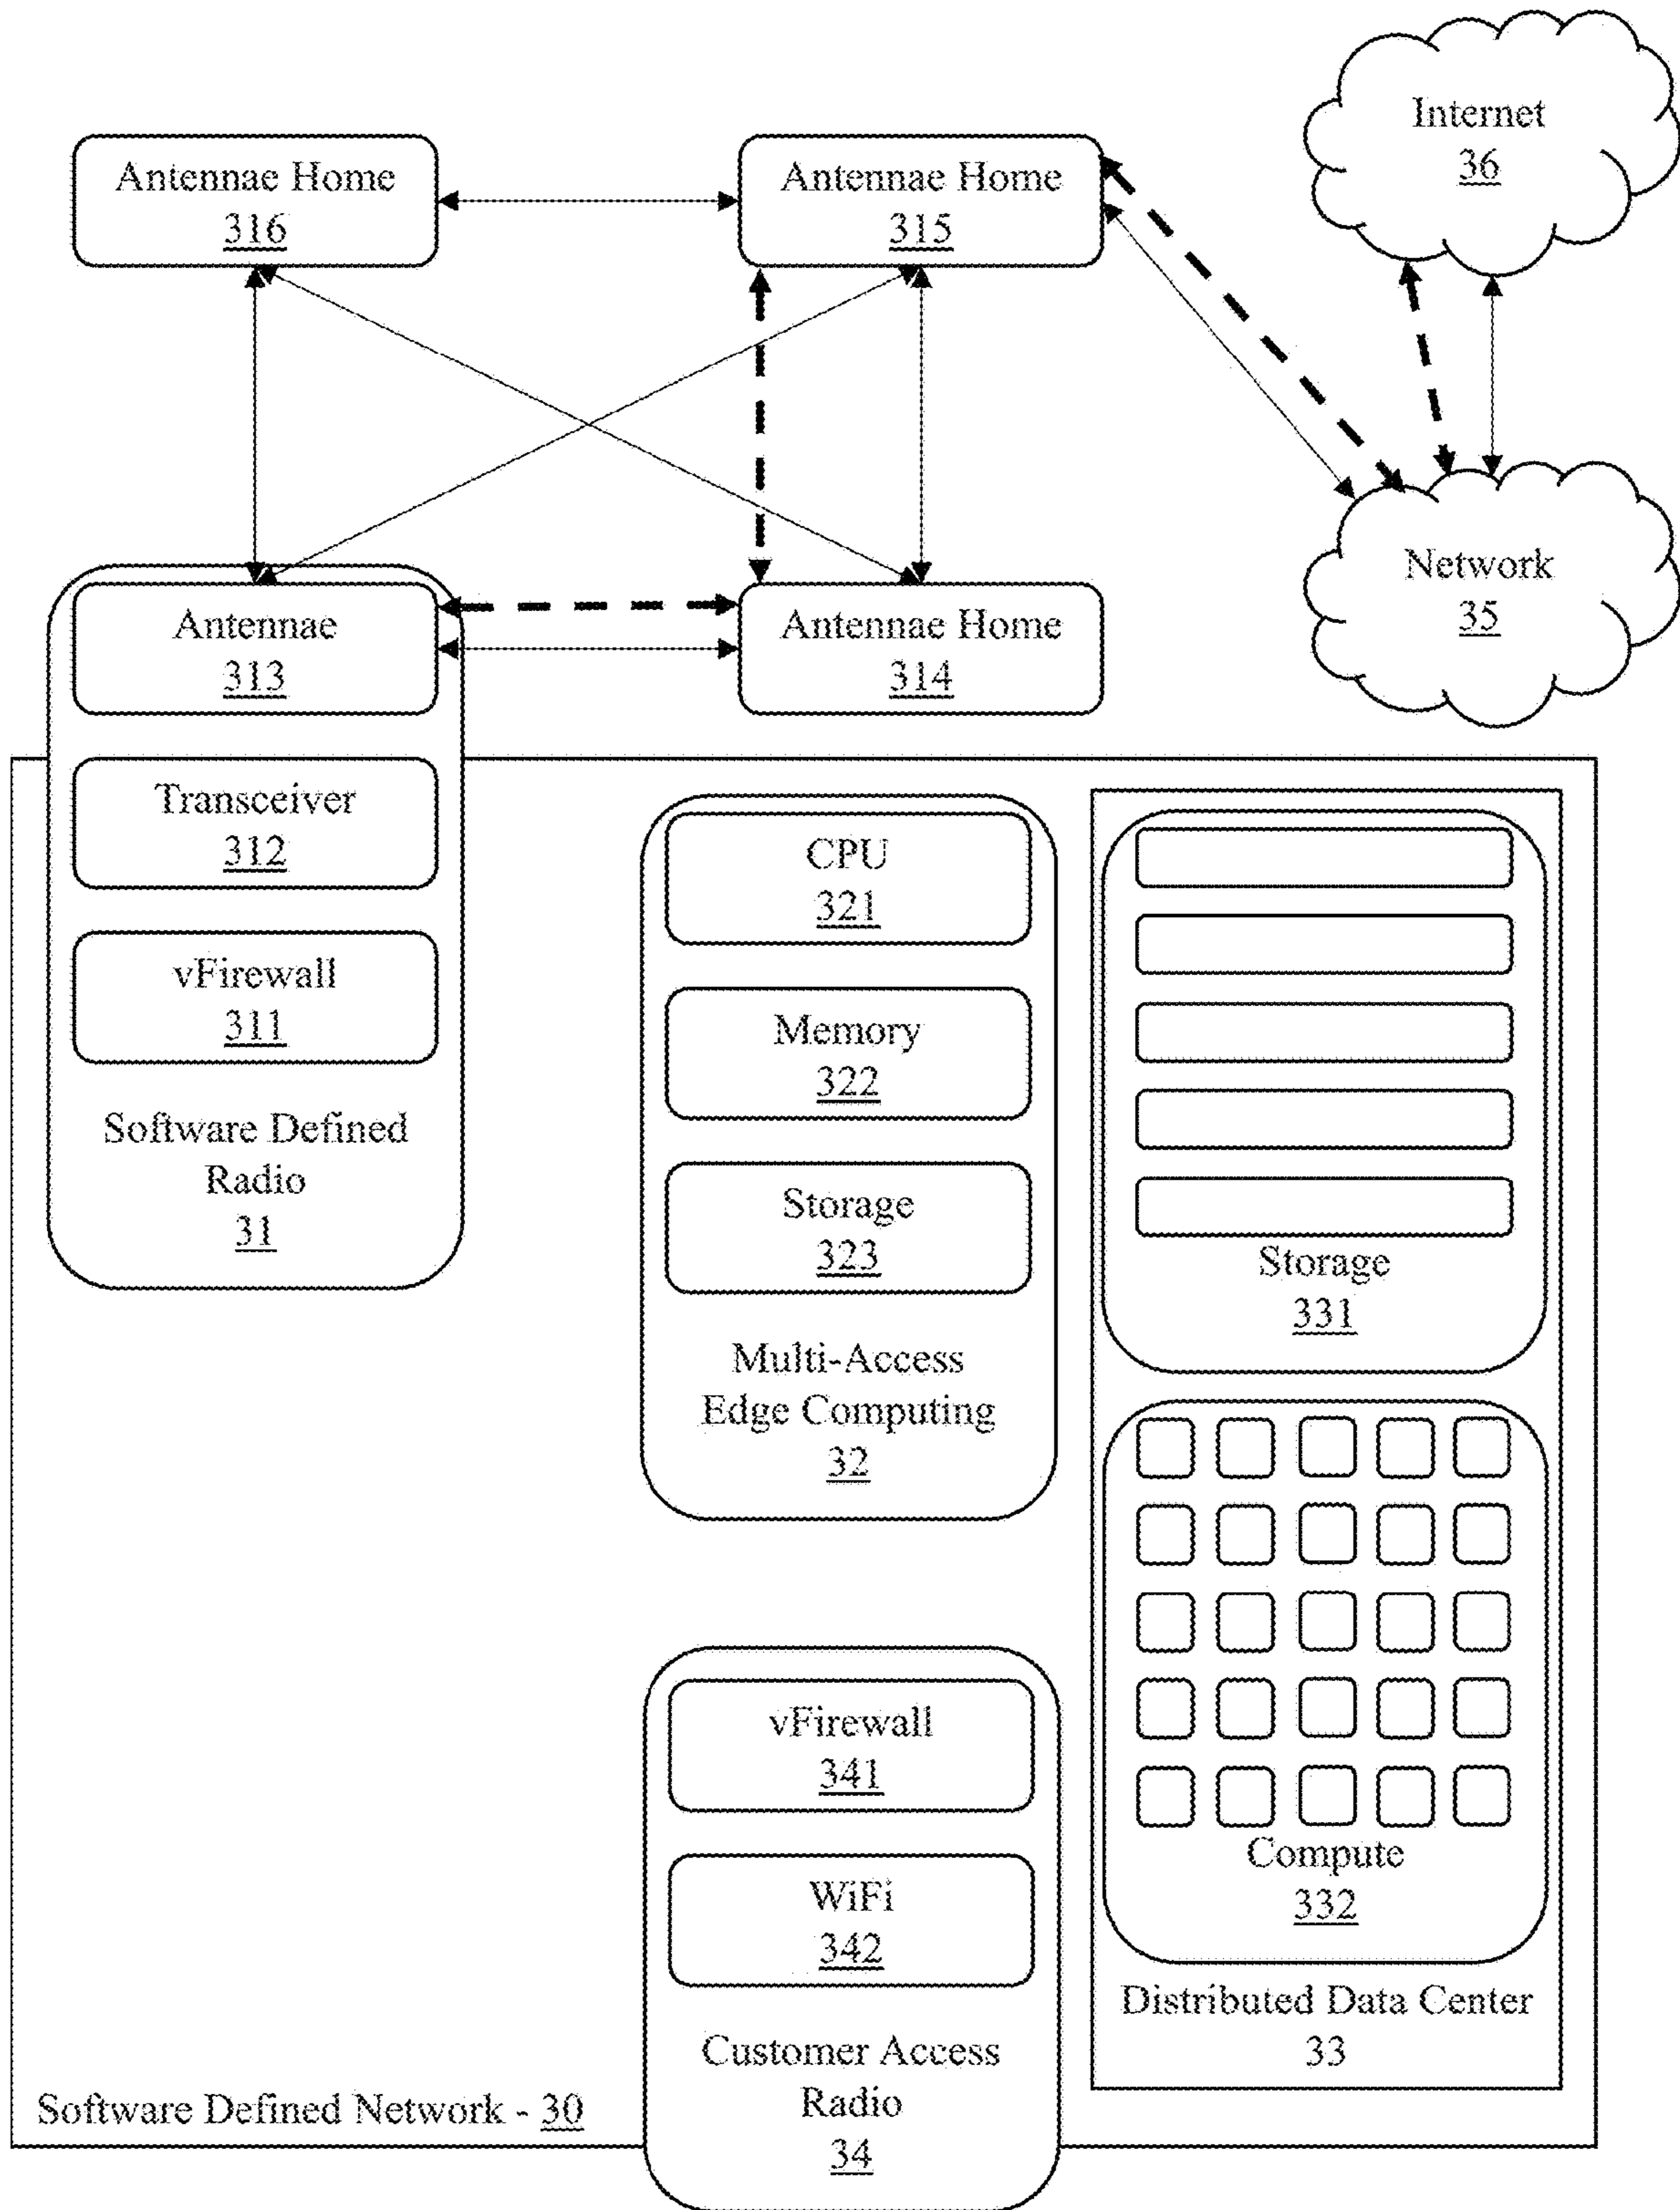 Internet
36
Antennae Home
316
Antennae Home
315
Network
35
Antennae
313
Antennae Home
314
Transceiver
312
vFirewall
311
Software Defined
Radio
31
CPU
321
Memory
322
Storage
323
Multi-Access
Edge Computing
32
Storage
331
Compute
332
Distributed Data Center
33
vFirewall
341
WiFi
342
Customer Access
Radio
34
Software Defined Network - 30